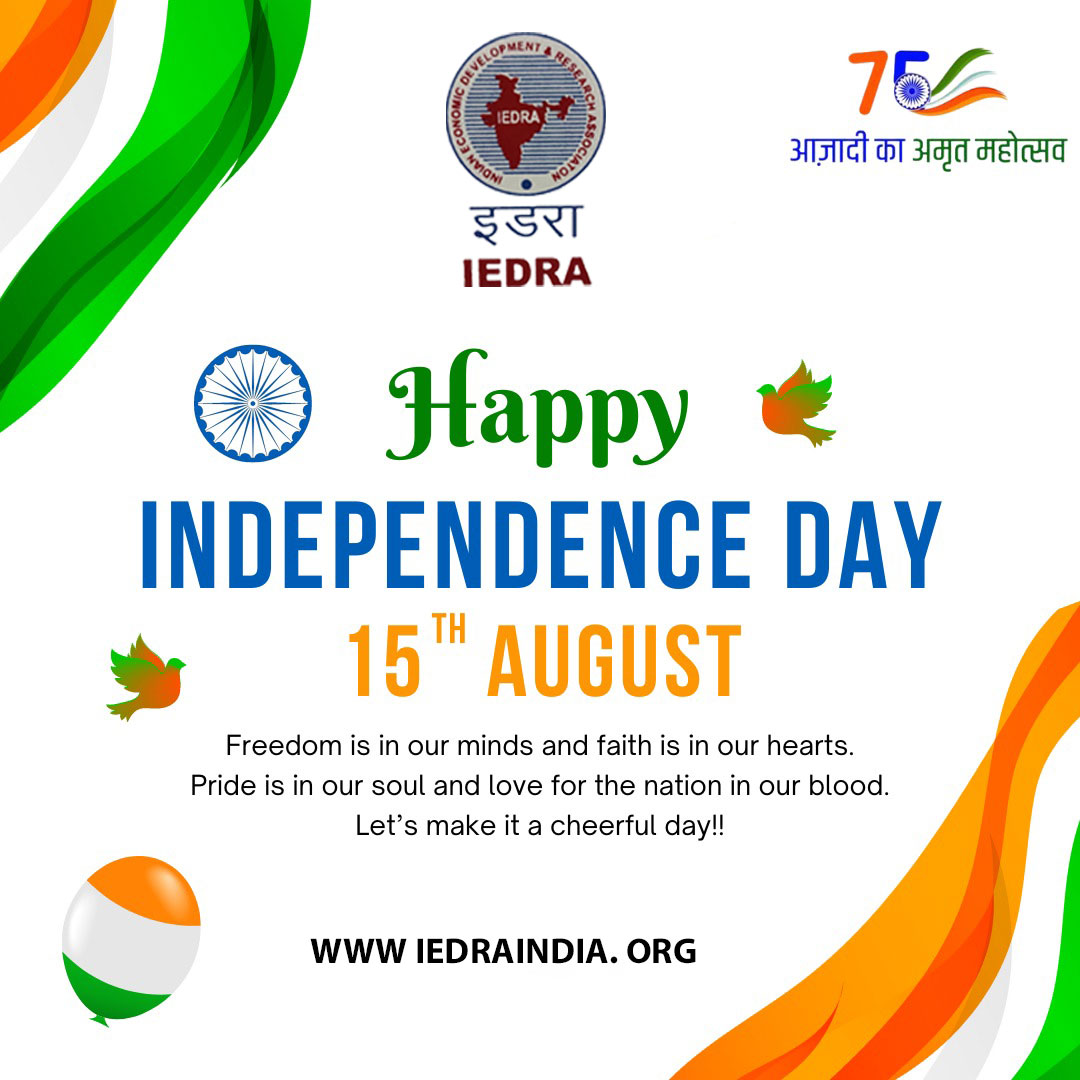 INDIAN ECONOMIC DEVELOPMENT & RESEARCH ASSOCIATON
IEDRA
इडरा
IEDRA
75
आज़ादी का अमृत महोत्सव
Happy
INDEPENDENCE DAY
15TH AUGUST
Freedom is in our minds and faith is in our hearts.
Pride is in our soul and love for the nation in our blood.
Let’s make it a cheerful day!!
WWW IEDRAINDIA. ORG